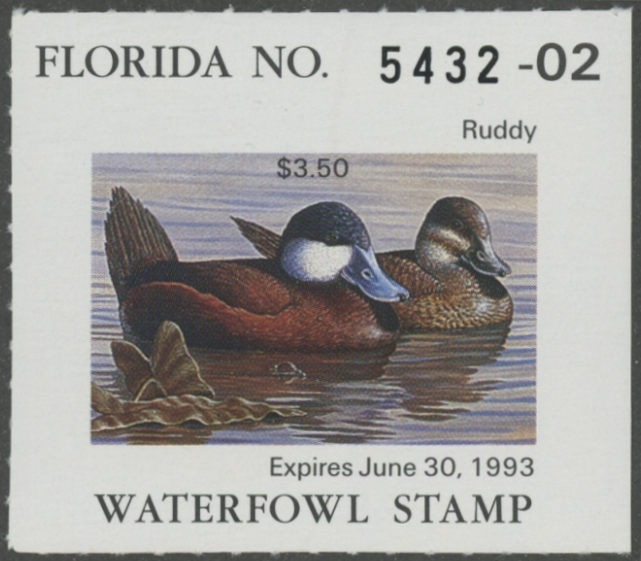 FLORIDA NO. 5432 -02
Ruddy
$3.50
Expires June 30, 1993
WATERFOWL STAMP